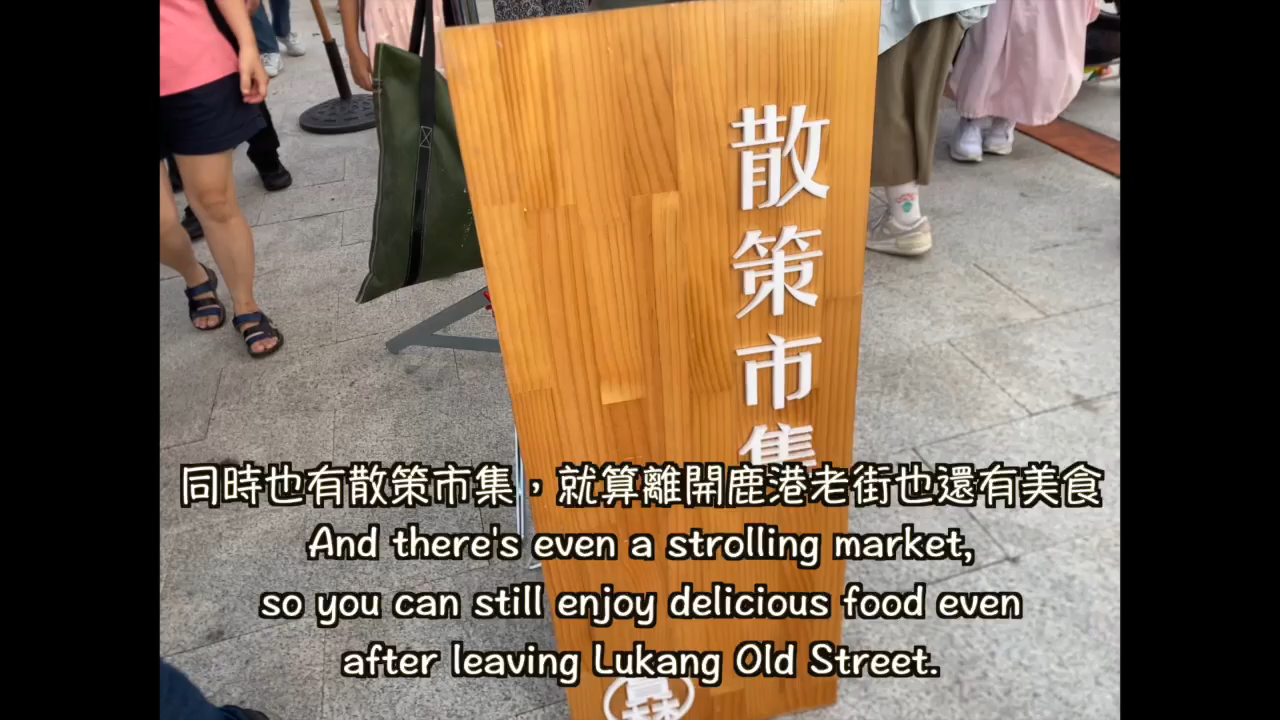 散策市集
同時也有散策市集，就算離開鹿港老街也還有美食
And there's even a strolling market,
so you can still enjoy delicious food even
after leaving Lukang Old Street.